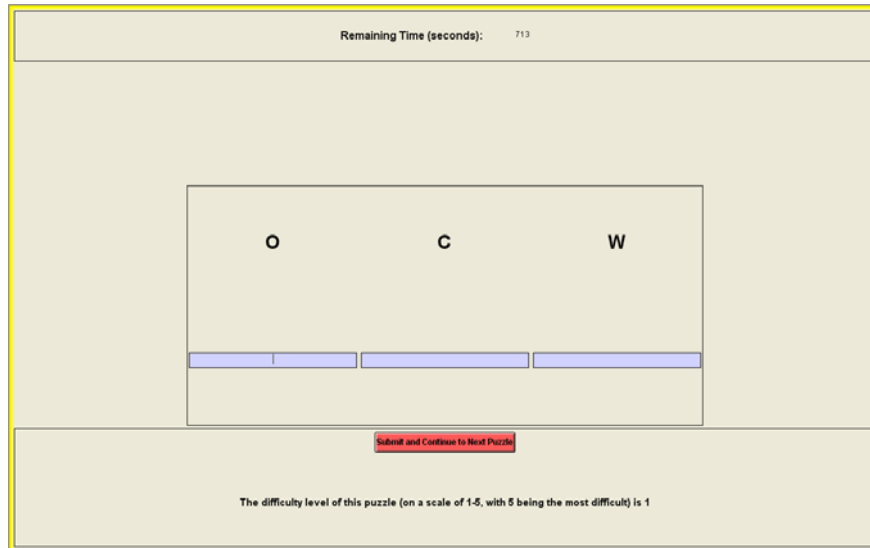 Remaining Time (seconds): 713
O C W
Submit and Continue to Next Puzzle
The difficulty level of this puzzle (on a scale of 1-5, with 5 being the most difficult) is 1